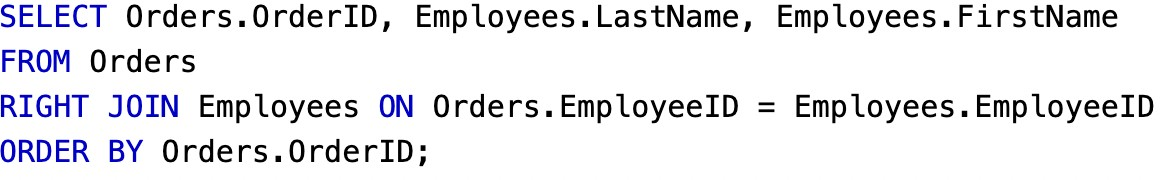 SELECT Orders.OrderID, Employees.LastName, Employees.FirstName
FROM Orders
RIGHT JOIN Employees ON Orders.EmployeeID = Employees.EmployeeID
ORDER BY Orders.OrderID;